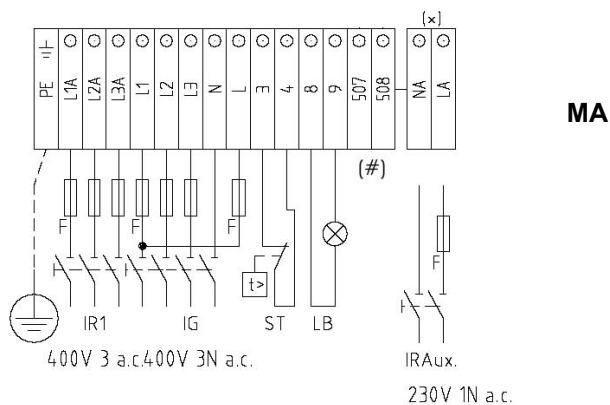 (x)
PE L1A L2A L3A L1 L2 L3 N L 3 4 8 9 507 508 NA LA
MA
(#)
F F F F
t>
IR1 IG ST LB
400V 3 a.c.400V 3N a.c.
IRAux.
230V 1N a.c.